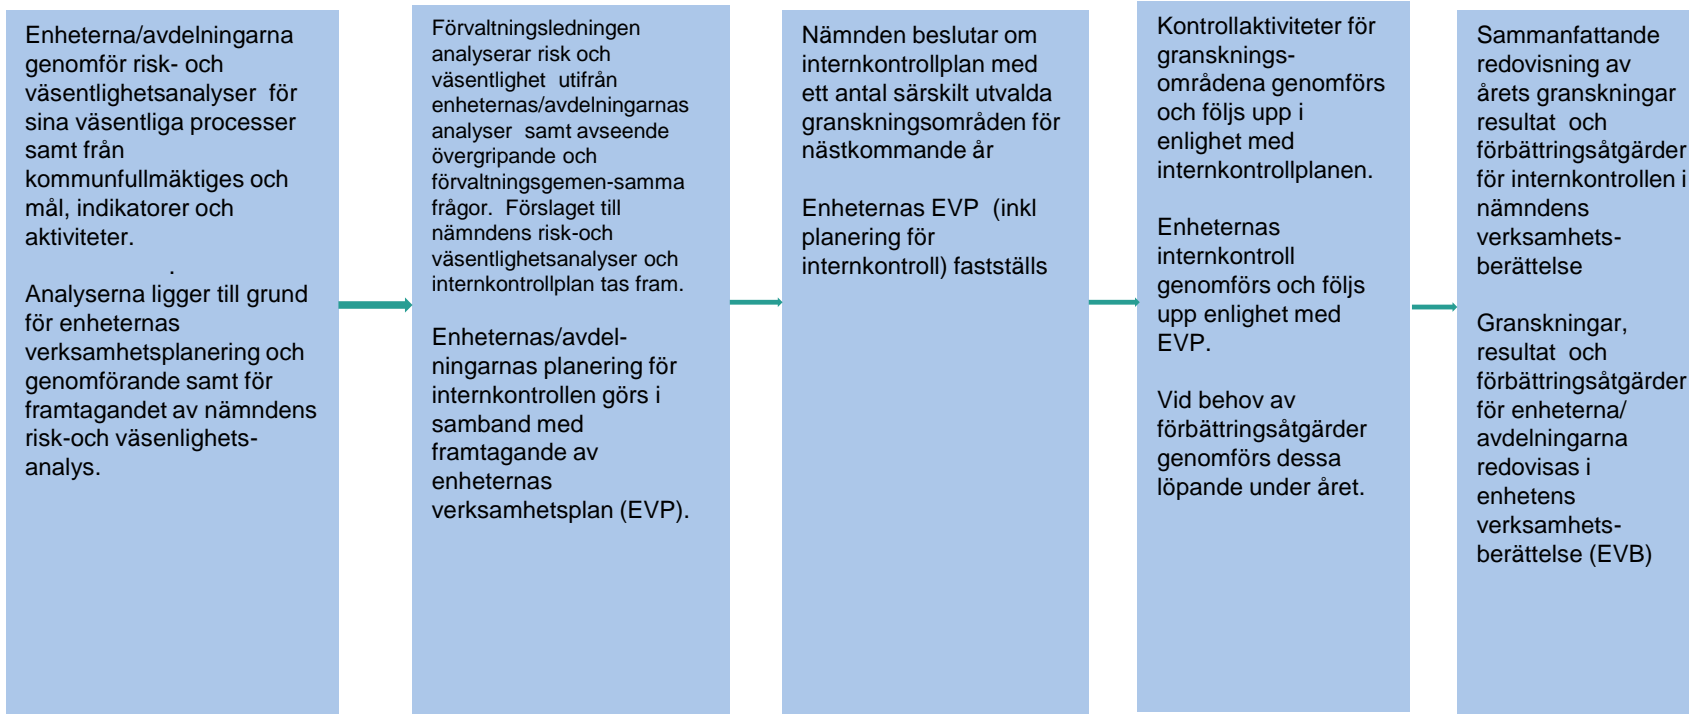 Enheterna/avdelningarna
genomför risk- och
väsentlighetsanalyser för
sina väsentliga processer
samt från
kommunfullmäktiges och
mål, indikatorer och
aktiviteter.
.
Analyserna ligger till grund
för enheternas
verksamhetsplanering och
genomförande samt för
framtagandet av nämndens
risk-och väsenlighets-
analys.
Förvaltningsledningen
analyserar risk och
väsentlighet utifrån
enheternas/avdelningarnas
analyser samt avseende
övergripande och
förvaltningsgemen-samma
frågor. Förslaget till
nämndens risk-och
väsentlighetsanalyser och
internkontrollplan tas fram.
Enheternas/avdel-
ningarnas planering för
internkontrollen görs i
samband med
framtagande av
enheternas
verksamhetsplan (EVP).
Nämnden beslutar om
internkontrollplan med
ett antal särskilt utvalda
granskningsområden för
nästkommande år
Enheternas EVP (inkl
planering för
internkontroll) fastställs
Kontrollaktiviteter för
gransknings-
områdena genomförs
och följs upp i
enlighet med
internkontrollplanen.
Enheternas
internkontroll
genomförs och följs
upp enlighet med
EVP.
Vid behov av
förbättringsåtgärder
genomförs dessa
löpande under året.
Sammanfattande
redovisning av
årets granskningar
resultat och
förbättringsåtgärder
för internkontrollen i
nämndens
verksamhets-
berättelse
Granskningar,
resultat och
förbättringsåtgärder
för enheterna/
avdelningarna
redovisas i
enhetens
verksamhets-
berättelse (EVB)